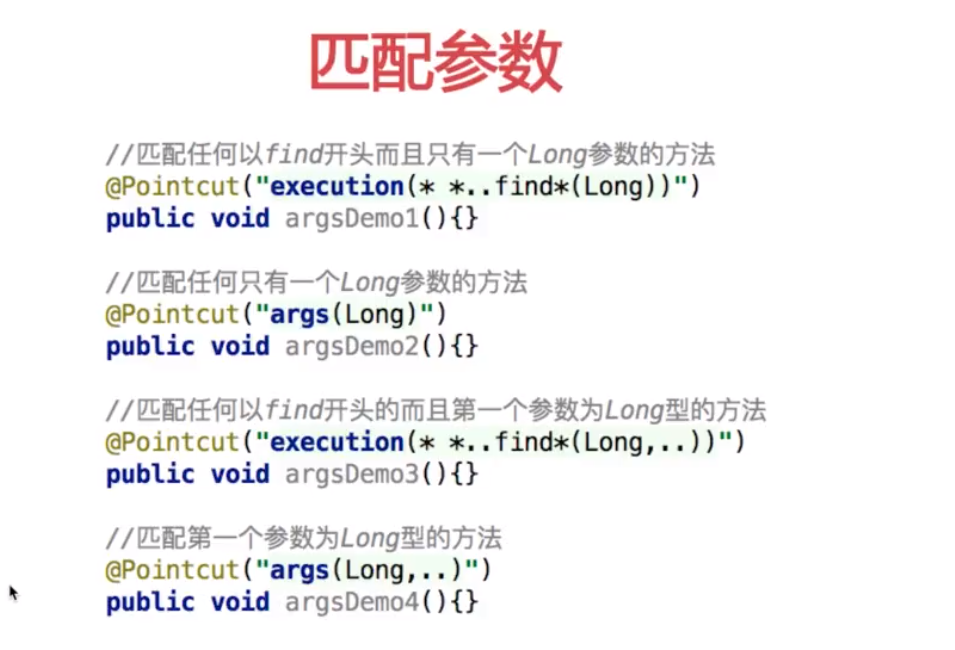 匹配参数
//匹配任何以find开头而且只有一个Long参数的方法
@Pointcut("execution(* *..find*(Long))")
public void argsDemo1(){}
//匹配任何只有一个Long参数的方法
@Pointcut("args(Long)")
public void argsDemo2(){}
//匹配任何以find开头的而且第一个参数为Long型的方法
@Pointcut("execution(* *..find*(Long,..))")
public void argsDemo3(){}
//匹配第一个参数为Long型的方法
@Pointcut("args(Long,..)")
public void argsDemo4(){}